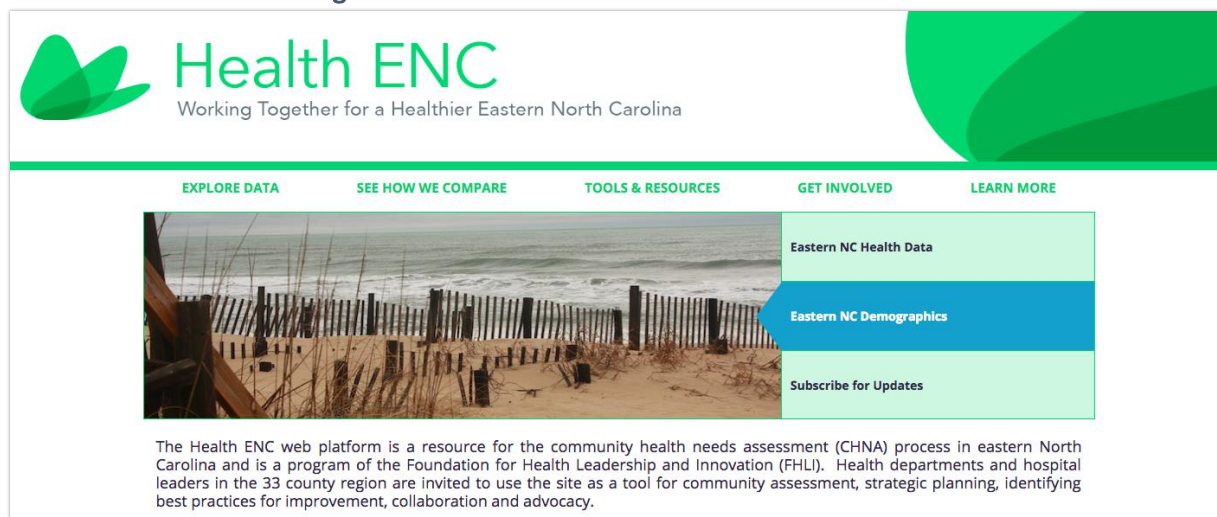 Health ENC
Working Together for a Healthier Eastern North Carolina
EXPLORE DATA SEE HOW WE COMPARE TOOLS & RESOURCES GET INVOLVED LEARN MORE
Eastern NC Health Data
Eastern NC Demographics
Subscribe for Updates
The Health ENC web platform is a resource for the community health needs assessment (CHNA) process in eastern North
Carolina and is a program of the Foundation for Health Leadership and Innovation (FHLI). Health departments and hospital
leaders in the 33 county region are invited to use the site as a tool for community assessment, strategic planning, identifying
best practices for improvement, collaboration and advocacy.